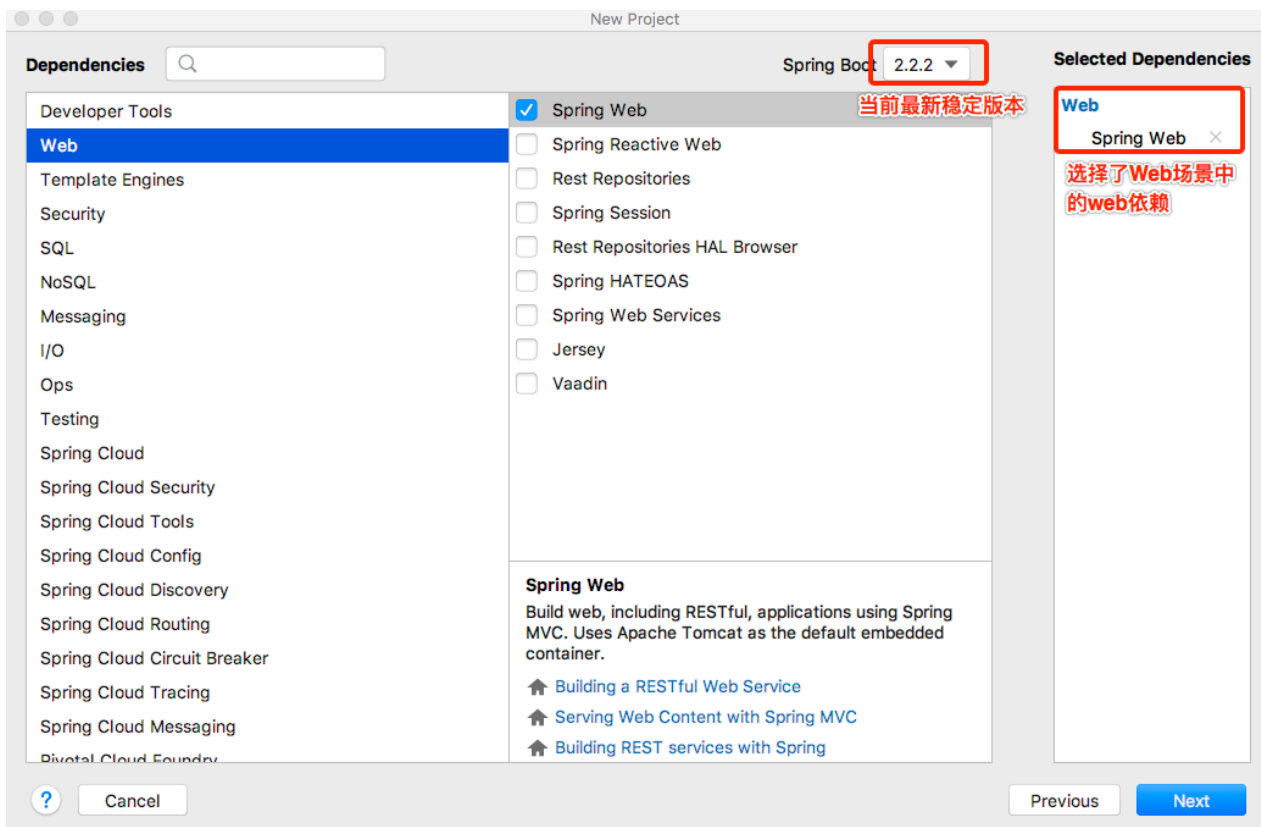 New Project
Dependencies
Spring Boot 2.2.2
Selected Dependencies
当前最新稳定版本
Developer Tools
Web
Template Engines
Security
SQL
NoSQL
Messaging
I/O
Ops
Testing
Spring Cloud
Spring Cloud Security
Spring Cloud Tools
Spring Cloud Config
Spring Cloud Discovery
Spring Cloud Routing
Spring Cloud Circuit Breaker
Spring Cloud Tracing
Spring Cloud Messaging
Pivotal Cloud Foundry
Spring Web
Spring Reactive Web
Rest Repositories
Spring Session
Rest Repositories HAL Browser
Spring HATEOAS
Spring Web Services
Jersey
Vaadin
Spring Web
Build web, including RESTful, applications using Spring
MVC. Uses Apache Tomcat as the default embedded
container.
Building a RESTful Web Service
Serving Web Content with Spring MVC
Building REST services with Spring
Web
Spring Web ×
选择了Web场景中
的web依赖
?
Cancel
Previous
Next